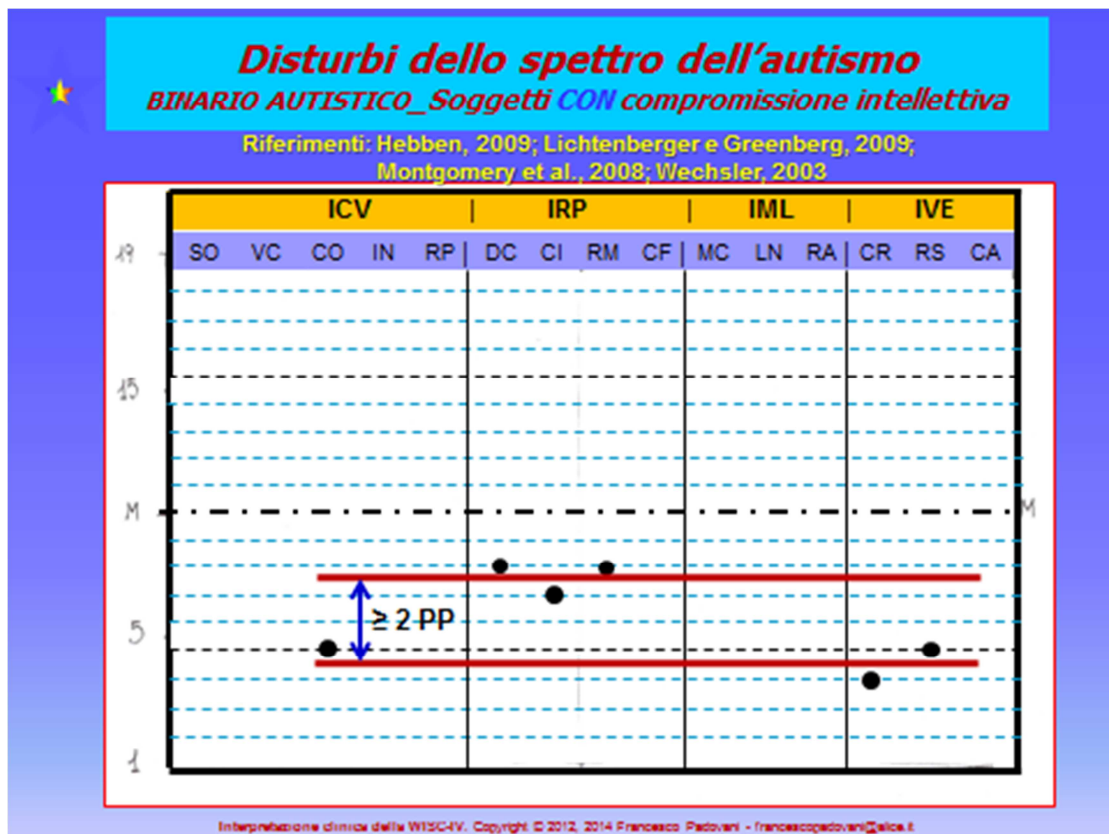 Disturbi dello spettro dell'autismo
BINARIO AUTISTICO_Soggetti CON compromissione intellettiva
Riferimenti: Hebben, 2009; Lichtenberger e Greenberg, 2009;
Montgomery et al., 2008; Wechsler, 2003
ICV | IRP | IML | IVE
19 SO VC CO IN RP | DC CI RM CF | MC LN RA | CR RS CA
15
M M
≥ 2 PP
5
1
Interpretazione clinica della WISC-IV. Copyright © 2012, 2014 Francesco Padovani - francescopadovani@alice.it